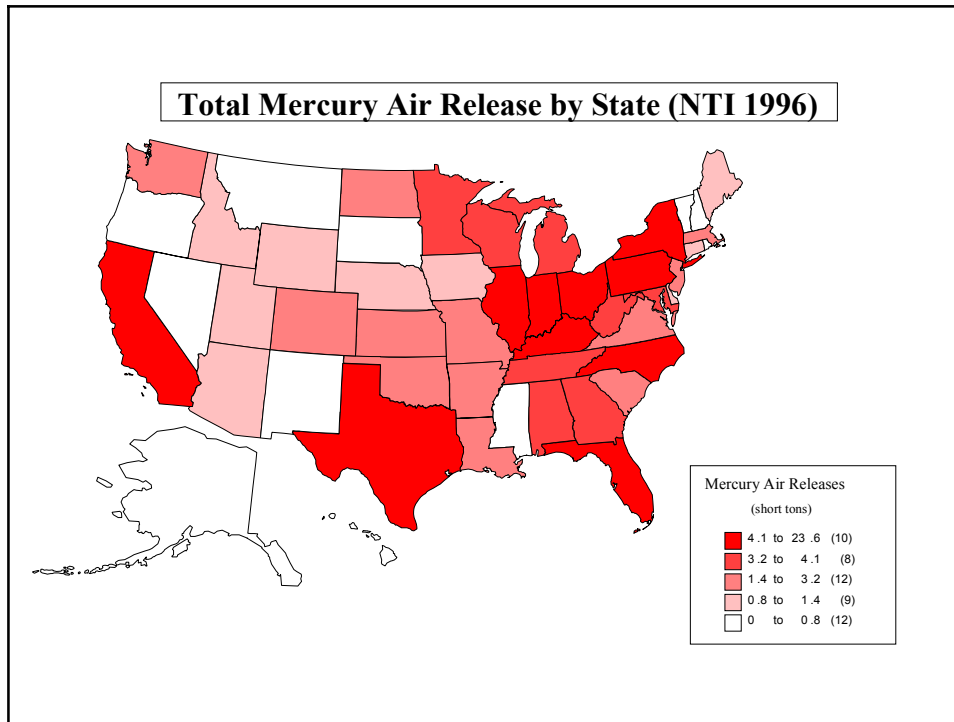 Total Mercury Air Release by State (NTI 1996)
Mercury Air Releases
(short tons)
4.1 to 23.6 (10)
3.2 to 4.1 (8)
1.4 to 3.2 (12)
0.8 to 1.4 (9)
0 to 0.8 (12)